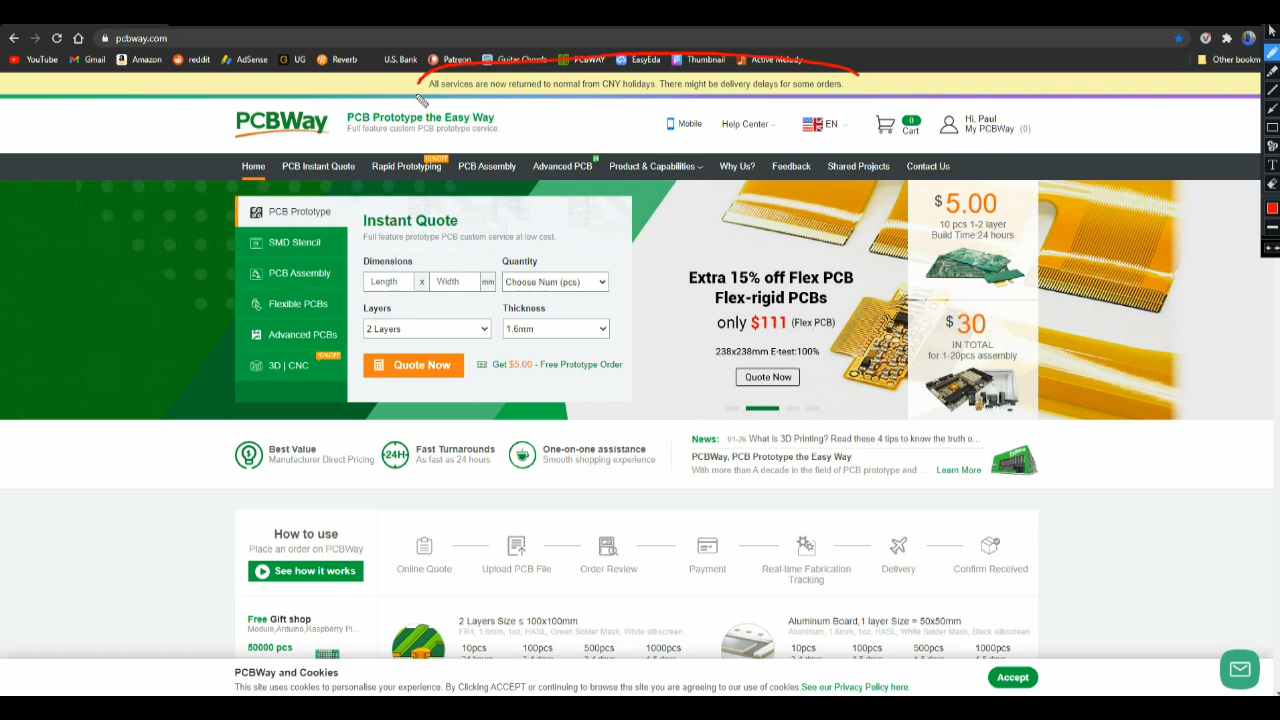 pcbway.com
YouTube Gmail Amazon reddit AdSense UG Reverb U.S. Bank Patreon Guitar Chords PCBWAY EasyEda Thumbnail Active Melody Other bookm
All services are now returned to normal from CNY holidays. There might be delivery delays for some orders.
PCBWay
PCB Prototype the Easy Way
Full feature custom PCB prototype service.
Mobile Help Center EN 0 Cart
Hi, Paul
My PCBWay (0)
Home PCB Instant Quote Rapid Prototyping PCB Assembly Advanced PCB Product & Capabilities Why Us? Feedback Shared Projects Contact Us
10%OFF
PCB Prototype
SMD Stencil
PCB Assembly
Flexible PCBs
Advanced PCBs
3D | CNC
10%OFF
Instant Quote
Full feature prototype PCB custom service at low cost.
Dimensions Quantity
Length x Width mm Choose Num (pcs)
Layers Thickness
2 Layers 1.6mm
Quote Now Get $5.00 - Free Prototype Order
Extra 15% off Flex PCB
Flex-rigid PCBs
only $111 (Flex PCB)
238x238mm E-test:100%
Quote Now
$5.00
10 pcs 1-2 layer
Build Time:24 hours
$30
IN TOTAL
for 1-20pcs assembly
Best Value
Manufacturer Direct Pricing
24H
Fast Turnarounds
As fast as 24 hours
One-on-one assistance
Smooth shopping experience
News: 01-26 What is 3D Printing? Read these 4 tips to know the truth o...
PCBWay, PCB Prototype the Easy Way
With more than A decade in the field of PCB prototype and ... Learn More
How to use
Place an order on PCBWay
See how it works
Online Quote Upload PCB File Order Review Payment Real-time Fabrication Tracking Delivery Confirm Received
Free Gift shop
Module,Arduino,Raspberry Pi...
50000 pcs
2 Layers Size ≤ 100x100mm
FR4, 1.6mm, 1oz, HASL, Green Solder Mask, White silkscreen
10pcs 100pcs 500pcs 1000pcs
Aluminum Board,1 layer Size = 50x50mm
Aluminum, 1.6mm, 1oz, HASL, White Solder Mask, Black silkscreen
10pcs 100pcs 500pcs 1000pcs
PCBWay and Cookies
This site uses cookies to personalise your experience. By Clicking ACCEPT or continuing to browse the site you are agreeing to our use of cookies.See our Privacy Policy here.
Accept